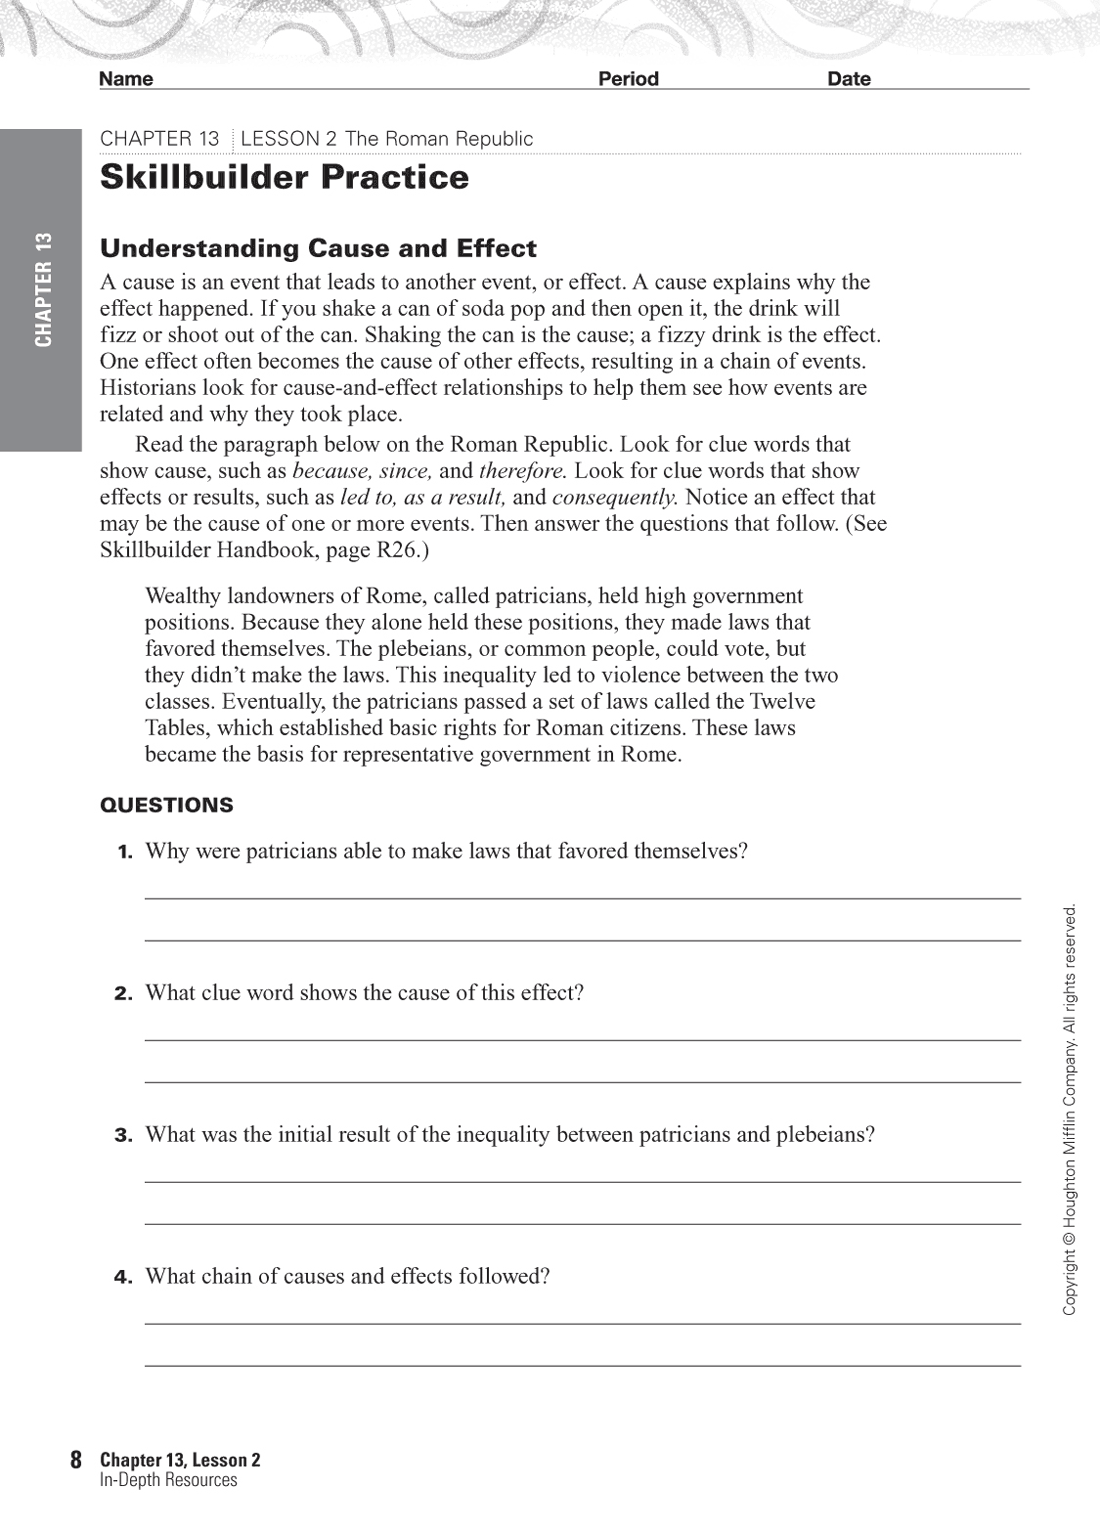 Name Period Date
CHAPTER 13 LESSON 2 The Roman Republic
Skillbuilder Practice
CHAPTER 13
Understanding Cause and Effect
A cause is an event that leads to another event, or effect. A cause explains why the
effect happened. If you shake a can of soda pop and then open it, the drink will
fizz or shoot out of the can. Shaking the can is the cause; a fizzy drink is the effect.
One effect often becomes the cause of other effects, resulting in a chain of events.
Historians look for cause-and-effect relationships to help them see how events are
related and why they took place.
Read the paragraph below on the Roman Republic. Look for clue words that
show cause, such as because, since, and therefore. Look for clue words that show
effects or results, such as led to, as a result, and consequently. Notice an effect that
may be the cause of one or more events. Then answer the questions that follow. (See
Skillbuilder Handbook, page R26.)
Wealthy landowners of Rome, called patricians, held high government
positions. Because they alone held these positions, they made laws that
favored themselves. The plebeians, or common people, could vote, but
they didn’t make the laws. This inequality led to violence between the two
classes. Eventually, the patricians passed a set of laws called the Twelve
Tables, which established basic rights for Roman citizens. These laws
became the basis for representative government in Rome.
QUESTIONS
1. Why were patricians able to make laws that favored themselves?
2. What clue word shows the cause of this effect?
3. What was the initial result of the inequality between patricians and plebeians?
4. What chain of causes and effects followed?
Copyright © Houghton Mifflin Company. All rights reserved.
8 Chapter 13, Lesson 2
In-Depth Resources